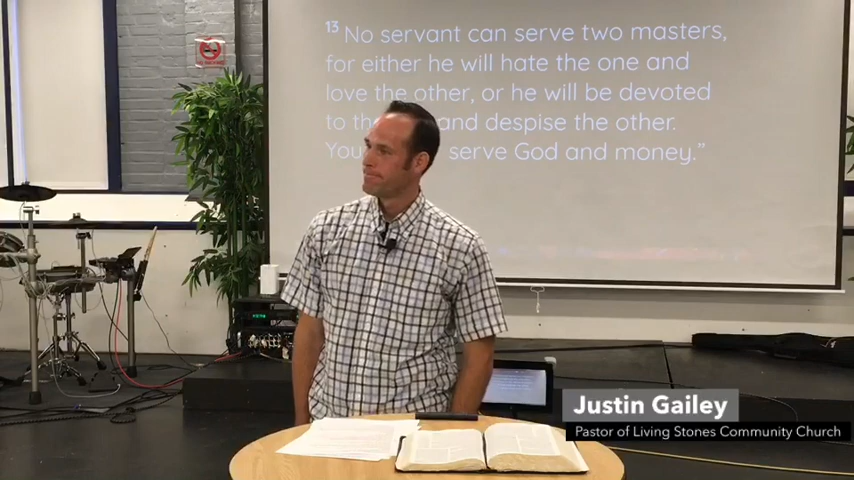 13 No servant can serve two masters,
for either he will hate the one and
love the other, or he will be devoted
to the and despise the other.
You serve God and money.”
Justin Gailey
Pastor of Living Stones Community Church